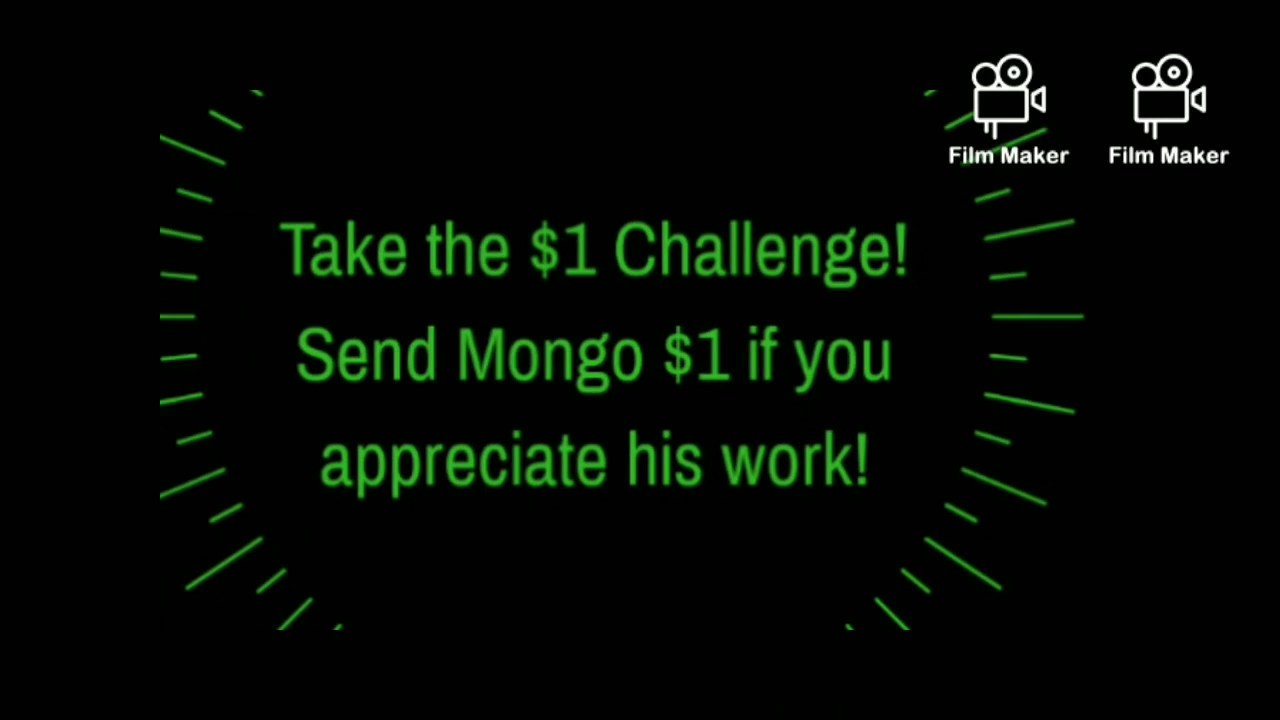 Film Maker Film Maker
Take the $1 Challenge!
Send Mongo $1 if you
appreciate his work!